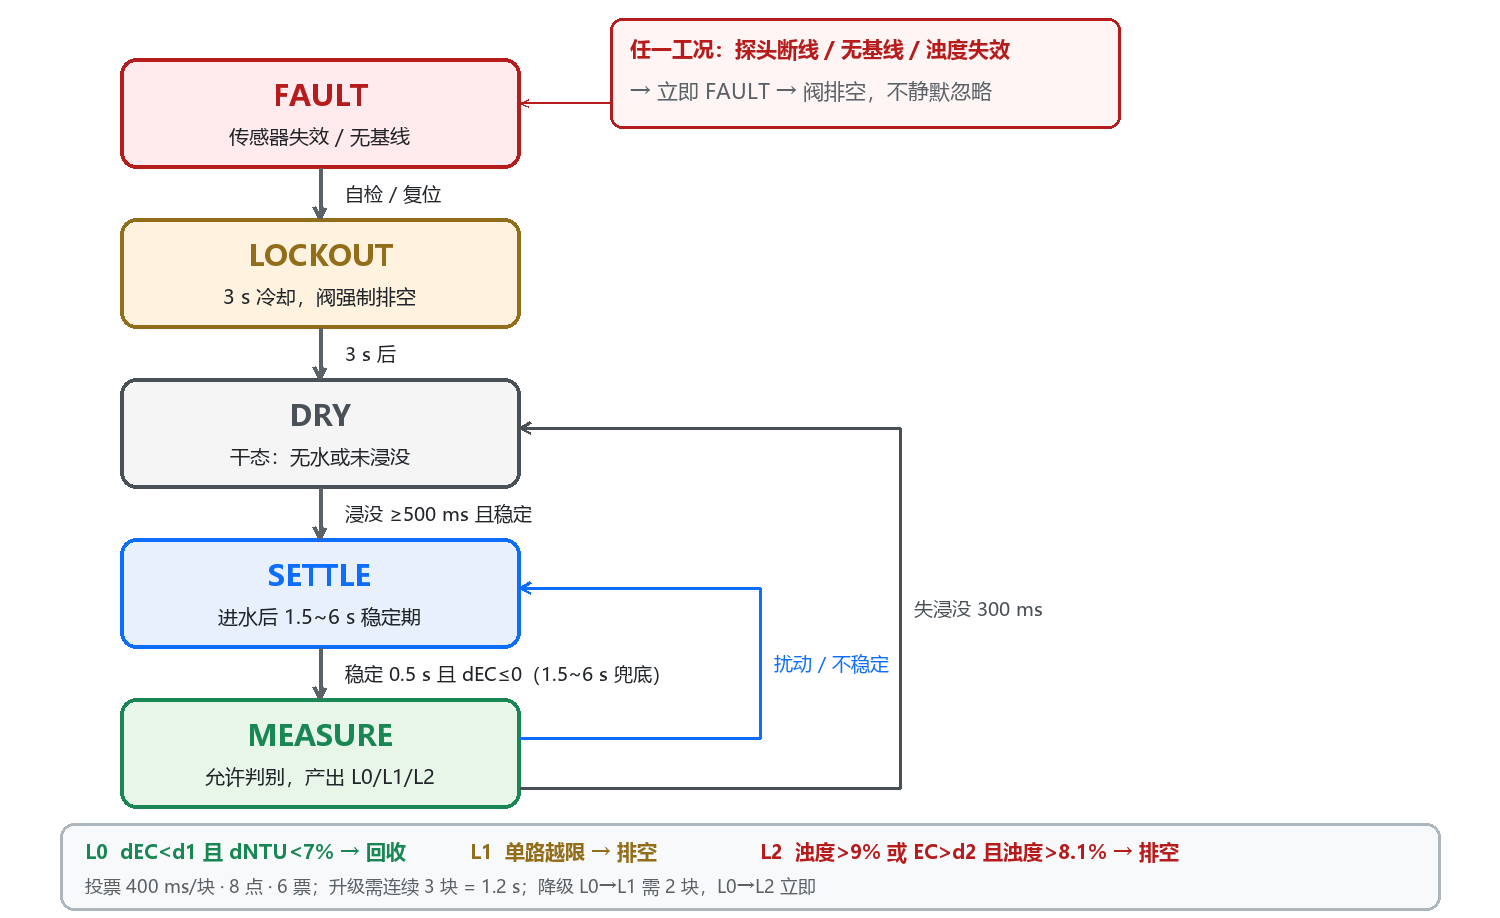 任一工况：探头断线 / 无基线 / 浊度失效
→ 立即 FAULT → 阀排空，不静默忽略
FAULT
传感器失效 / 无基线
自检 / 复位
LOCKOUT
3 s 冷却，阀强制排空
3 s 后
DRY
干态：无水或未浸没
浸没 ≥500 ms 且稳定
SETTLE
进水后 1.5~6 s 稳定期
失浸没 300 ms
扰动 / 不稳定
稳定 0.5 s 且 dEC≤0（1.5~6 s 兜底）
MEASURE
允许判别，产出 L0/L1/L2
L0 dEC<d1 且 dNTU<7% → 回收 L1 单路越限 → 排空 L2 浊度>9% 或 EC>d2 且浊度>8.1% → 排空
投票 400 ms/块 · 8 点 · 6 票；升级需连续 3 块 = 1.2 s；降级 L0→L1 需 2 块，L0→L2 立即